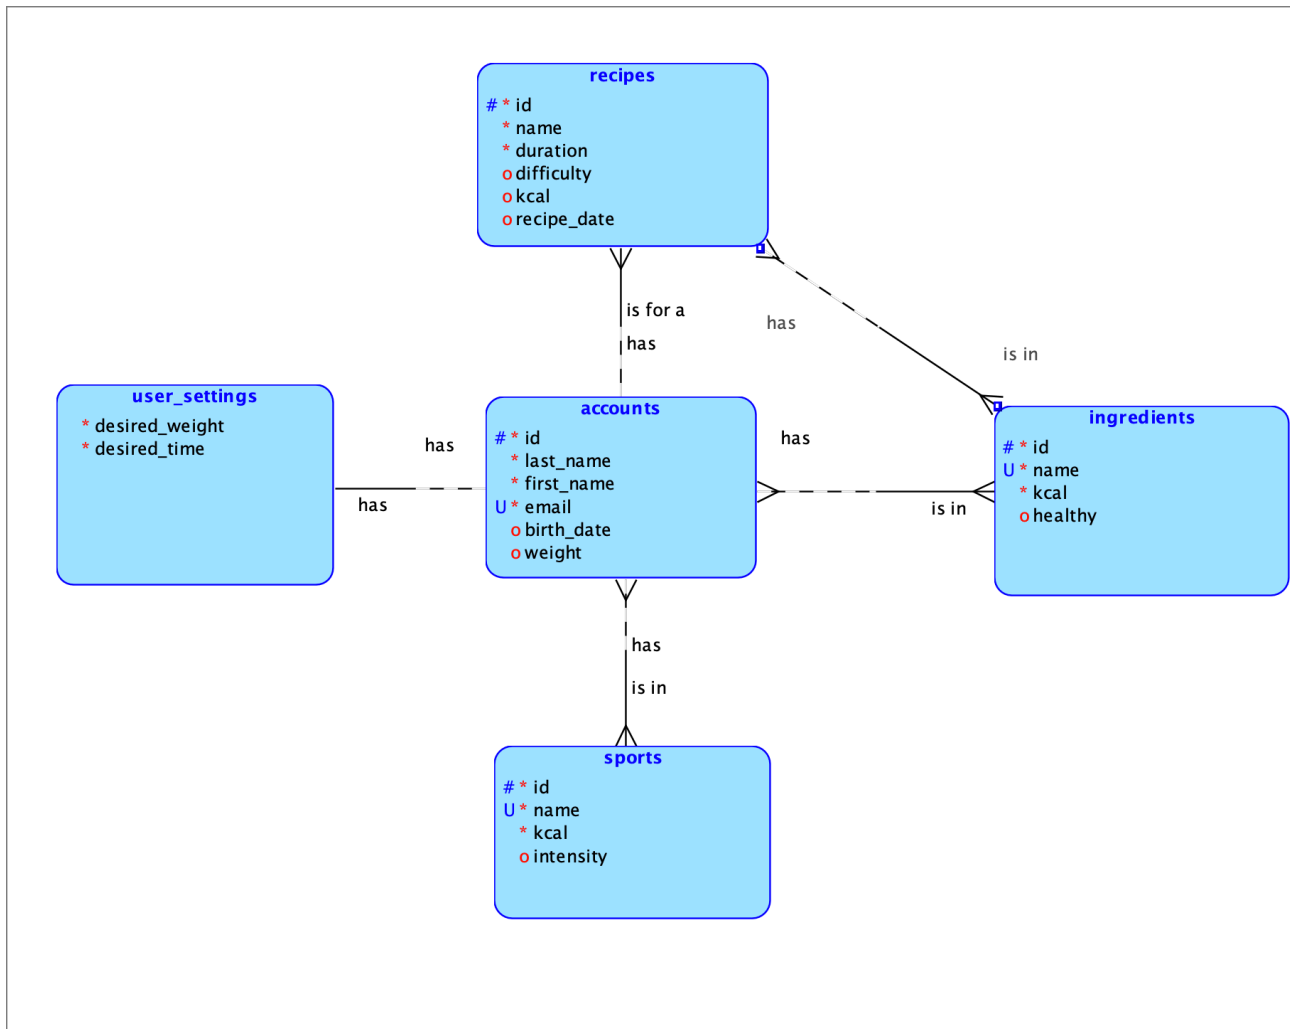 recipes
# * id
* name
* duration
o difficulty
o kcal
o recipe_date
is for a
has
has
is in
user_settings
* desired_weight
* desired_time
has
has
accounts
# * id
* last_name
* first_name
U * email
o birth_date
o weight
has
is in
ingredients
# * id
U * name
* kcal
o healthy
has
is in
sports
# * id
U * name
* kcal
o intensity